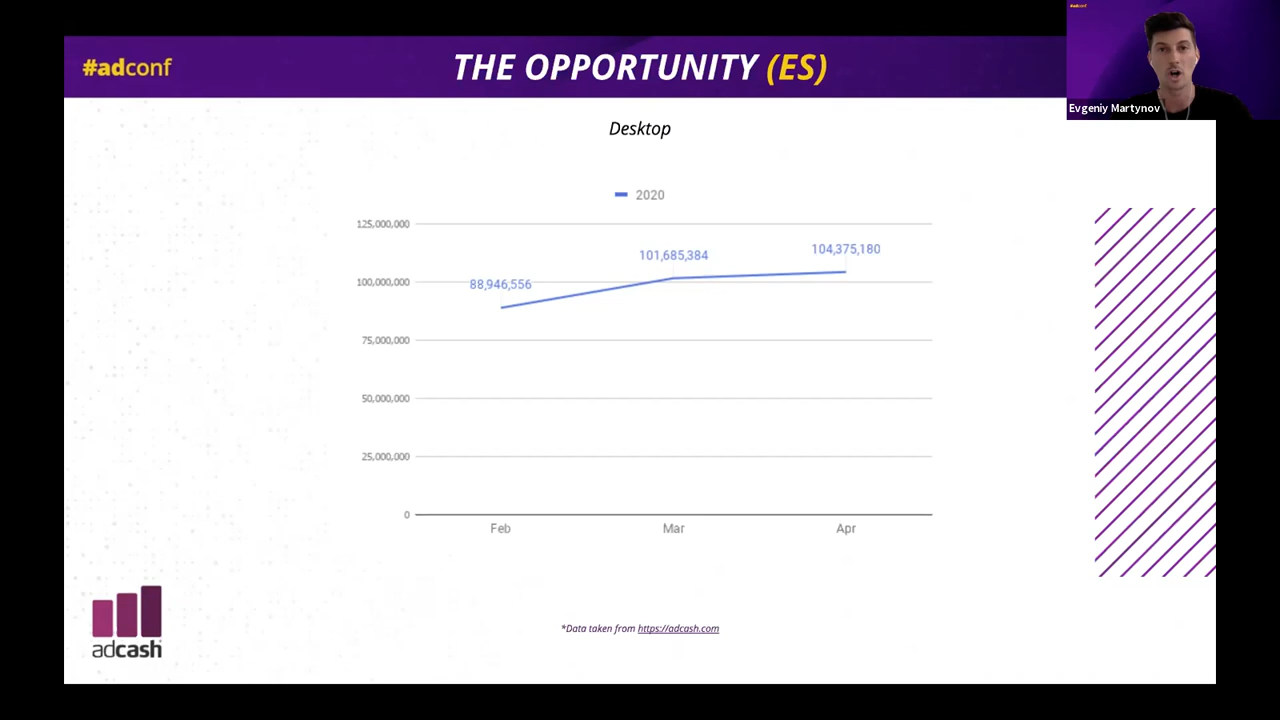 #adconf
#adconf
THE OPPORTUNITY (ES)
Evgeniy Martynov
Desktop
2020
125,000,000
100,000,000
75,000,000
50,000,000
25,000,000
0
88,946,556
101,685,384
104,375,180
Feb
Mar
Apr
*Data taken from https://adcash.com
adcash